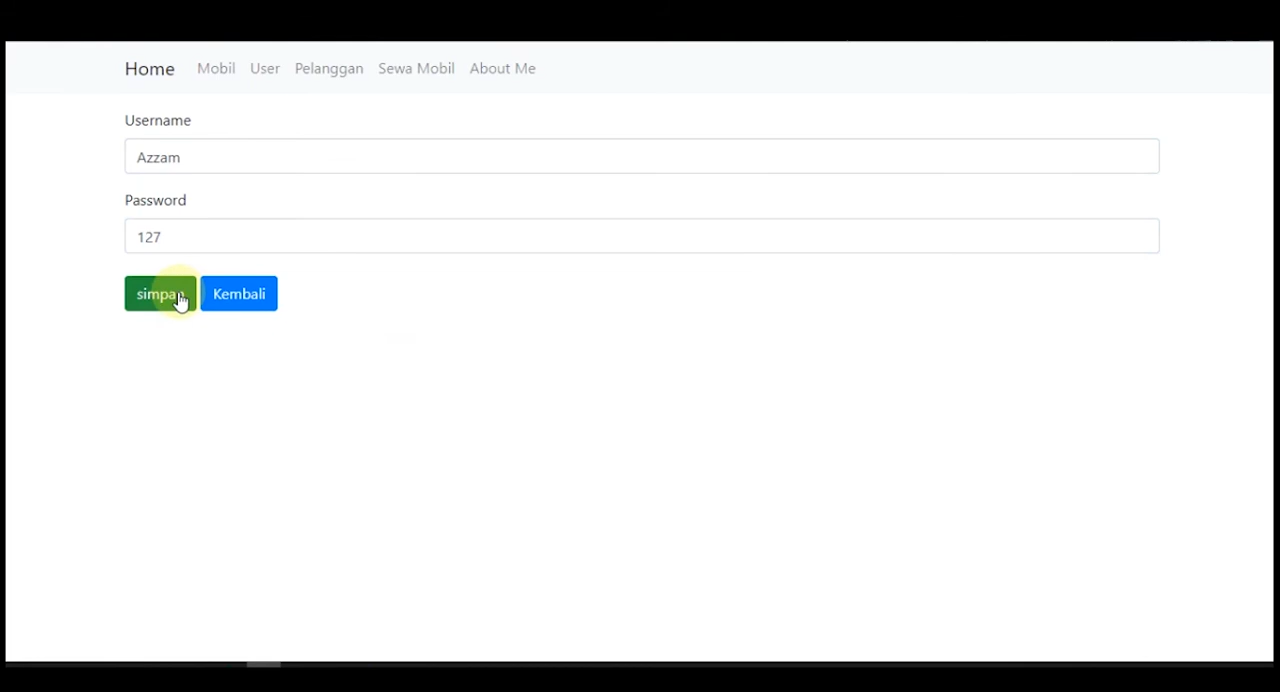 Home Mobil User Pelanggan Sewa Mobil About Me
Username
Azzam
Password
127
simpan Kembali